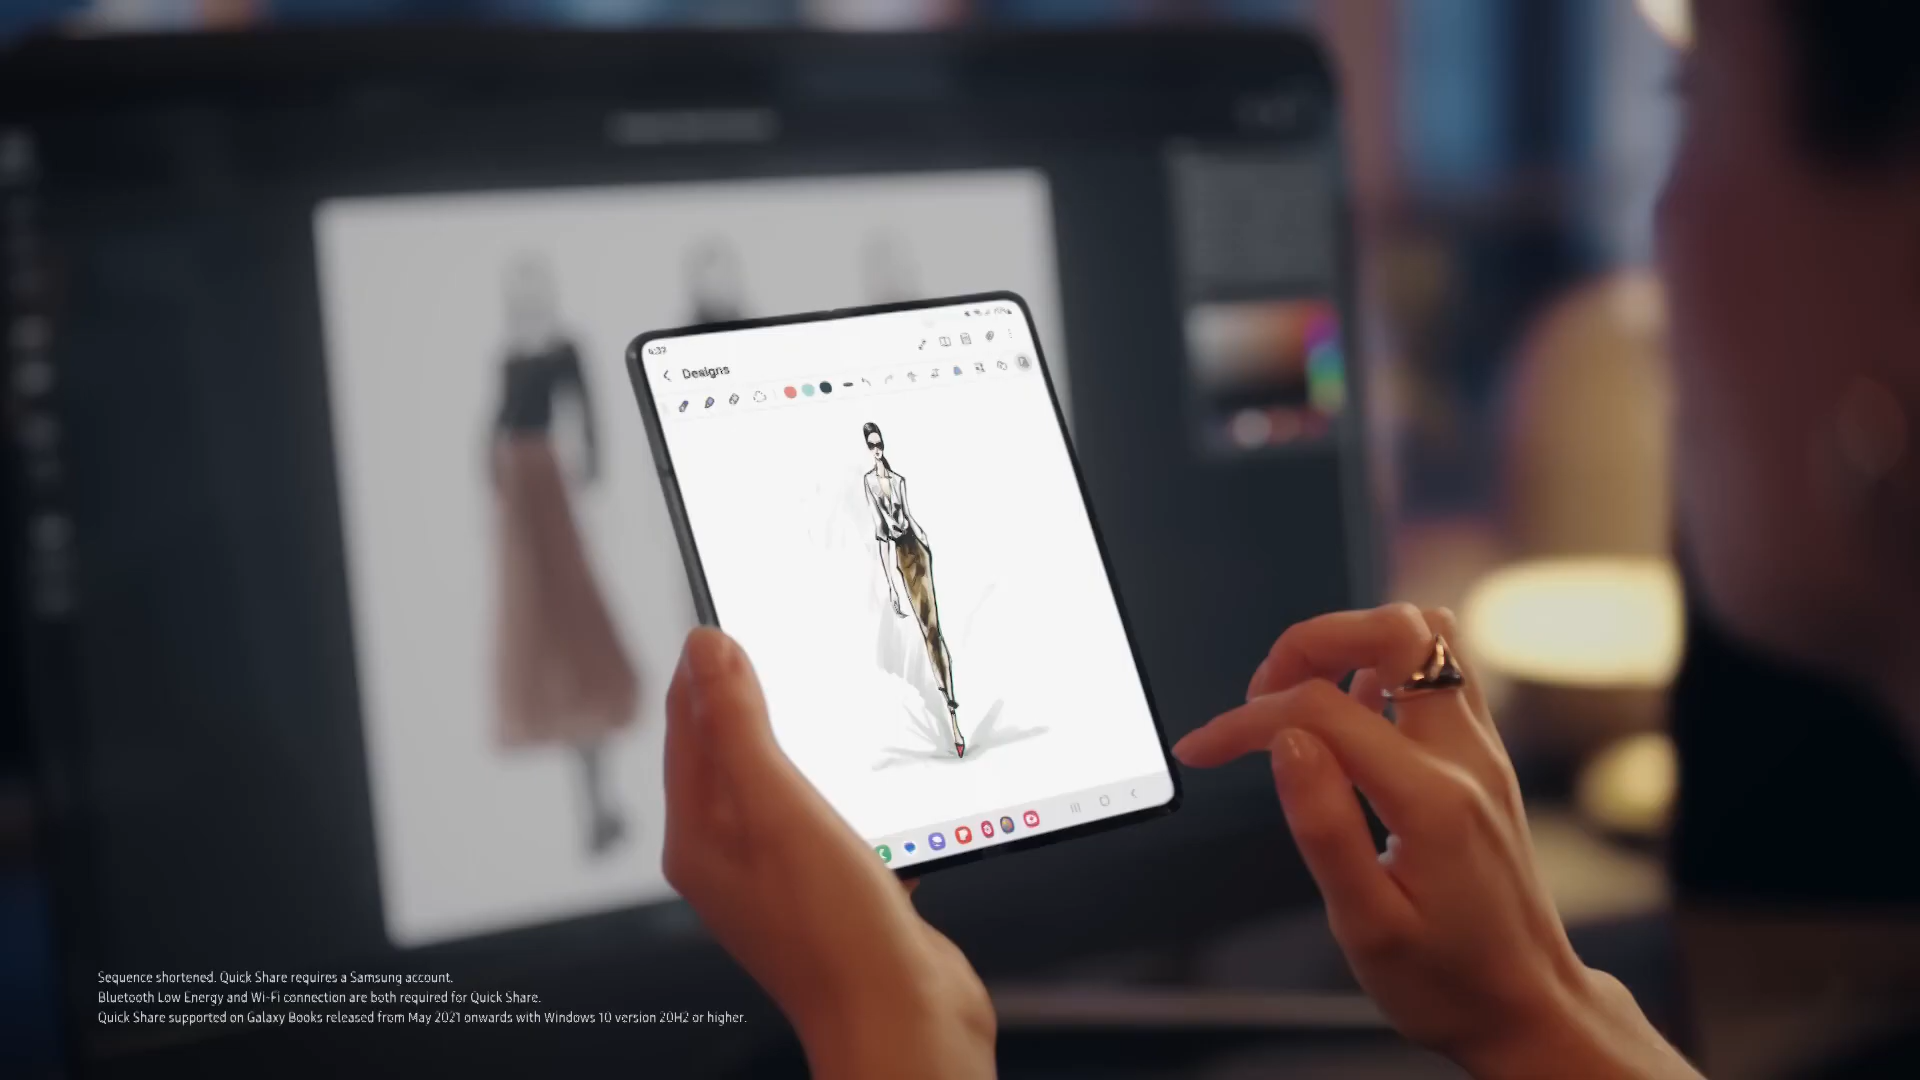 4:32
Designs
Sequence shortened. Quick Share requires a Samsung account.
Bluetooth Low Energy and Wi-Fi connection are both required for Quick Share.
Quick Share supported on Galaxy Books released from May 2021 onwards with Windows 10 version 20H2 or higher.